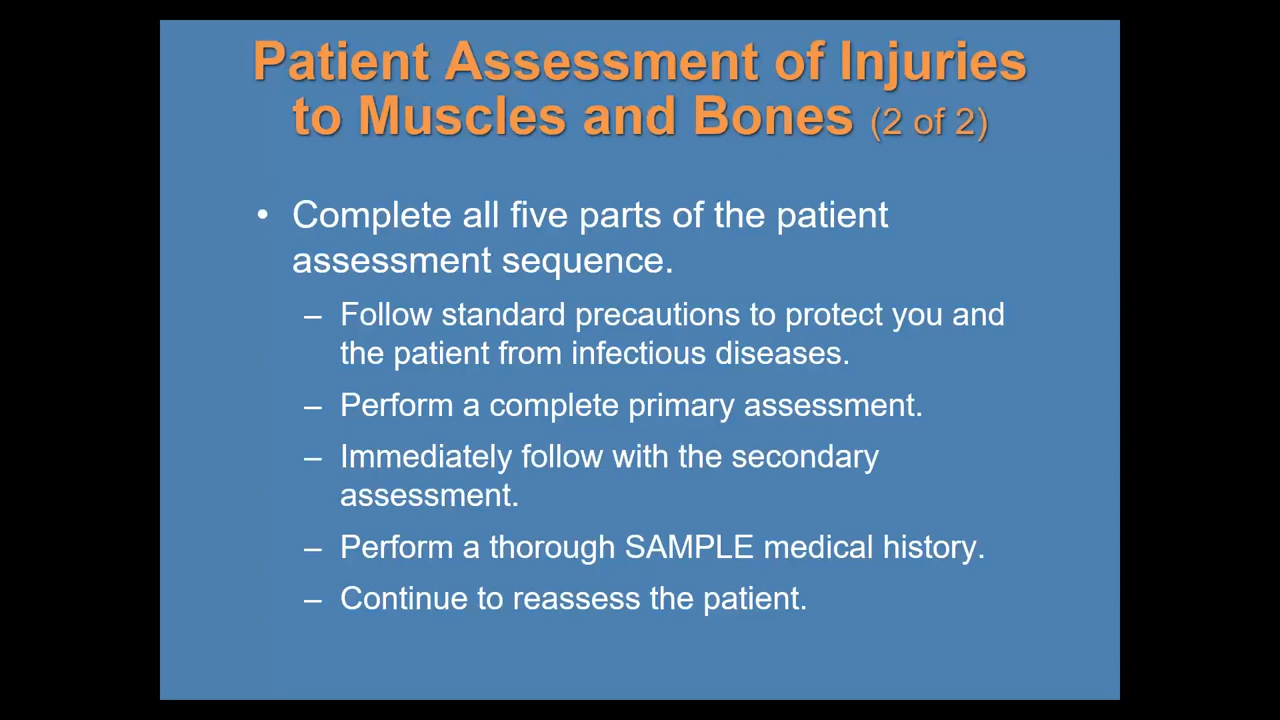 Patient Assessment of Injuries
to Muscles and Bones (2 of 2)
• Complete all five parts of the patient
assessment sequence.
– Follow standard precautions to protect you and
the patient from infectious diseases.
– Perform a complete primary assessment.
– Immediately follow with the secondary
assessment.
– Perform a thorough SAMPLE medical history.
– Continue to reassess the patient.